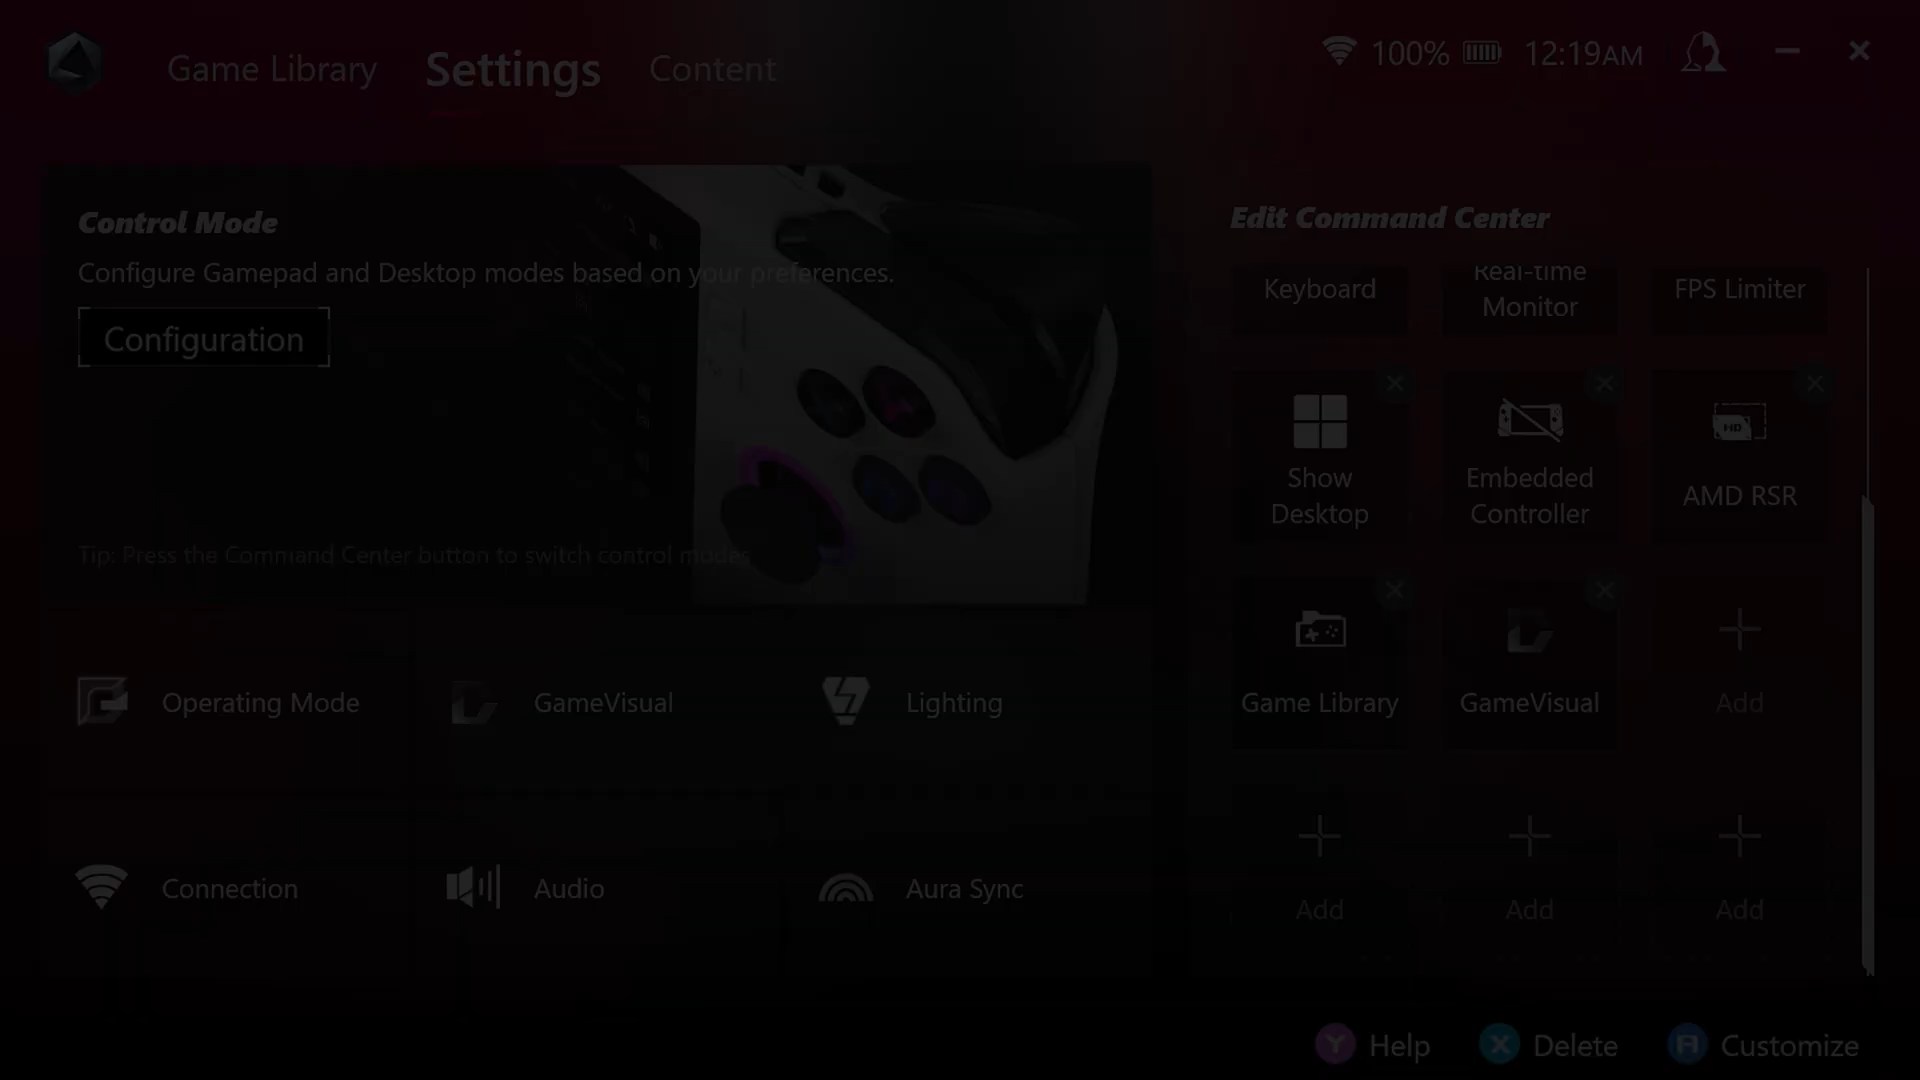 Game Library
Settings
Content
100%
12:19AM
Control Mode
Configure Gamepad and Desktop modes based on your preferences.
Configuration
Tip: Press the Command Center button to switch control modes
Operating Mode
GameVisual
Lighting
Connection
Audio
Aura Sync
Edit Command Center
Keyboard
Real-time
Monitor
FPS Limiter
Show
Desktop
Embedded
Controller
HD
AMD RSR
Game Library
GameVisual
Add
Add
Add
Add
Y Help
X Delete
A Customize